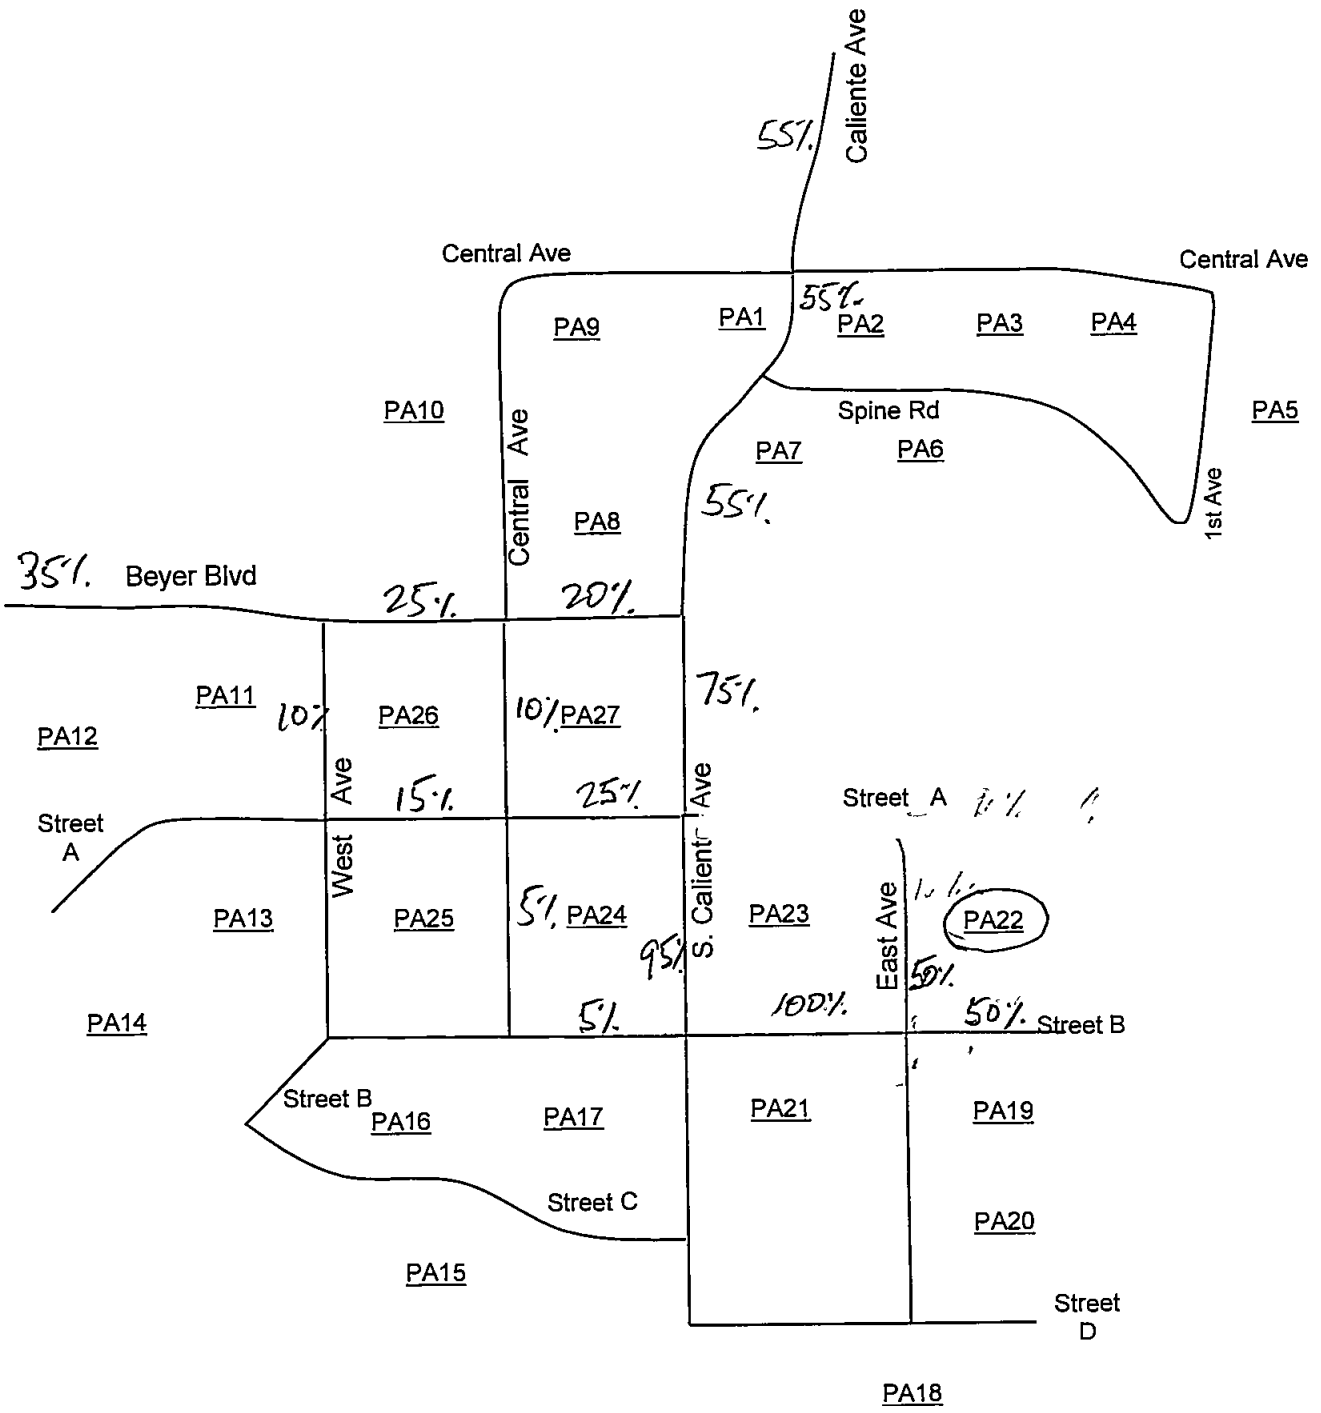 Caliente Ave
55%
Central Ave
Central Ave
55%
PA9
PA1
PA2
PA3
PA4
PA10
Central Ave
Spine Rd
PA5
PA7
PA6
1st Ave
55%
PA8
35%
Beyer Blvd
25%
20%
PA11
10%
PA26
10%
PA27
75%
PA12
West Ave
15%
25%
S. Caliente Ave
Street A
Street A
PA13
PA25
5%
PA24
95%
PA23
East Ave
PA22
50%
PA14
5%
100%
50%
Street B
Street B
PA16
PA17
PA21
PA19
Street C
PA20
PA15
Street
D
PA18